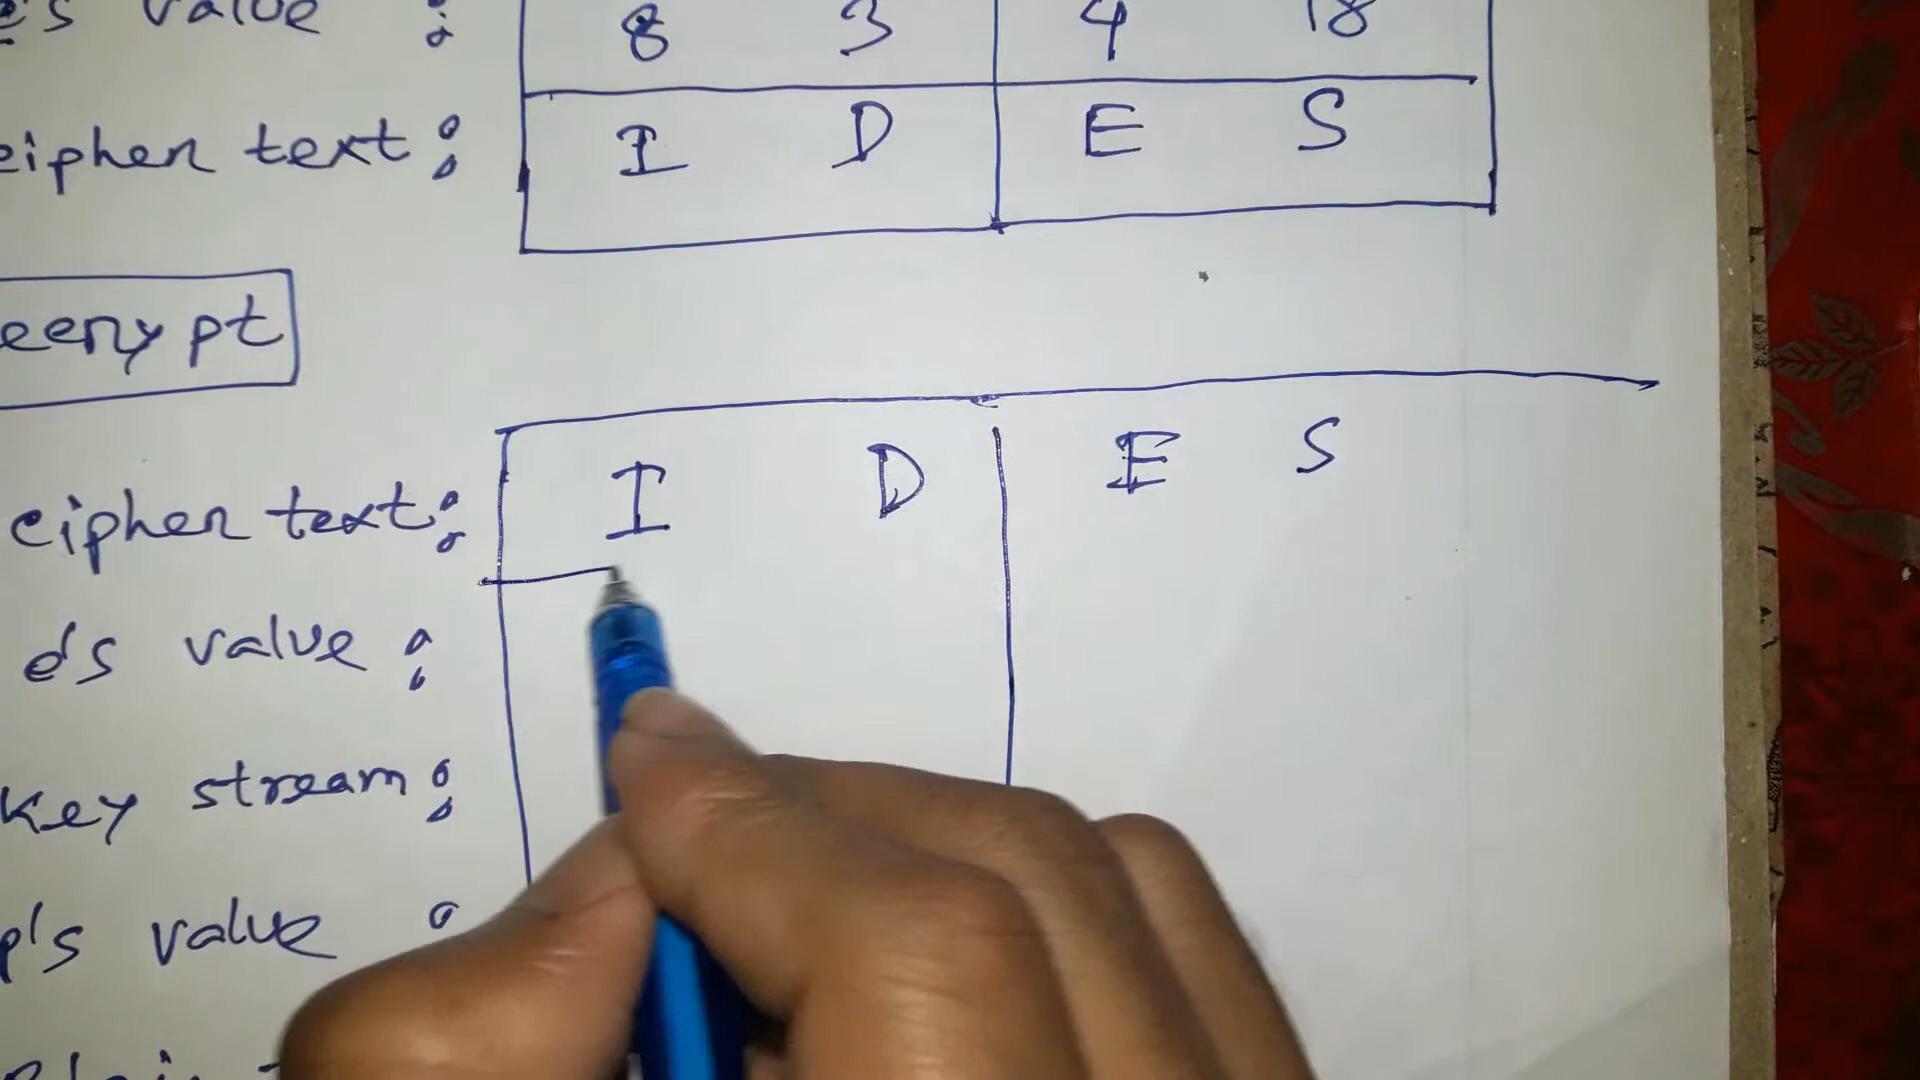 e's value : 8 3 4 18
cipher text : I D E S
ecrypt
cipher text : I D E S
c's value :
Key stream :
p's value